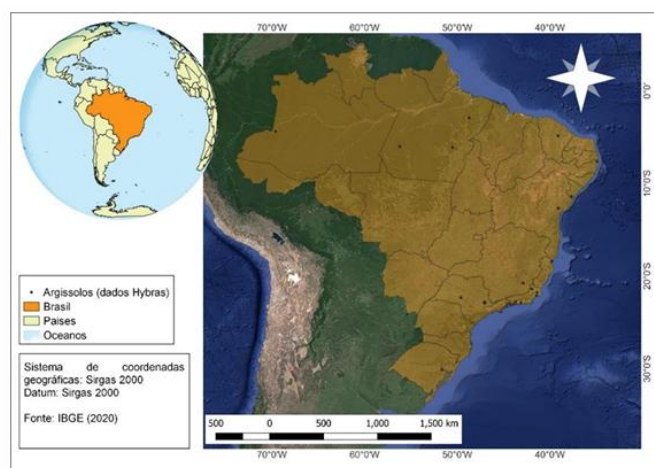 70°0'W 60°0'W 50°0'W 40°0'W
0°0'
10°0'S
20°0'S
30°0'S
Argissolos (dados Hybras)
Brasil
Paises
Oceanos
Sistema de coordenadas
geográficas: Sirgas 2000
Datum: Sirgas 2000
Fonte: IBGE (2020)
500 0 500 1,000 1,500 km
70°0'W 60°0'W 50°0'W 40°0'W